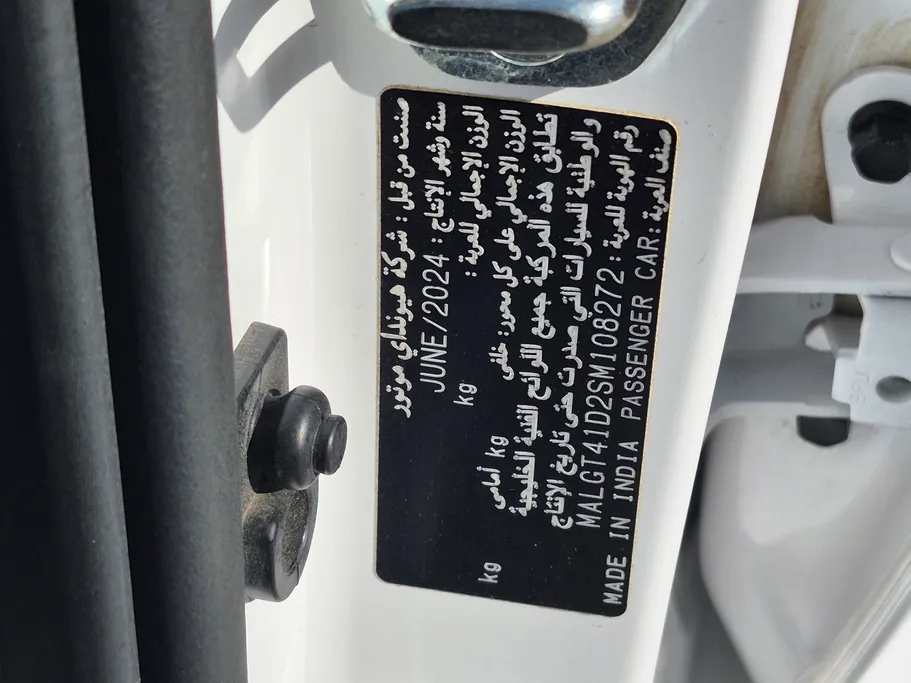 صنعت من قبل : شركة هيونداي موتور
سنة وشهر الإنتاج : JUNE/2024
الوزن الإجمالي للعربة : kg
الوزن الإجمالي على كل محور: خلفى kg أمامى kg
تطابق هذه المركبة جميع اللوائح الفنية الخليجية
والوطنية للسيارات التي صدرت حتى تاريخ الإنتاج
رقم الهوية للعربة : MALGT41D2SM108272
صنف العربة: MADE IN INDIA PASSENGER CAR